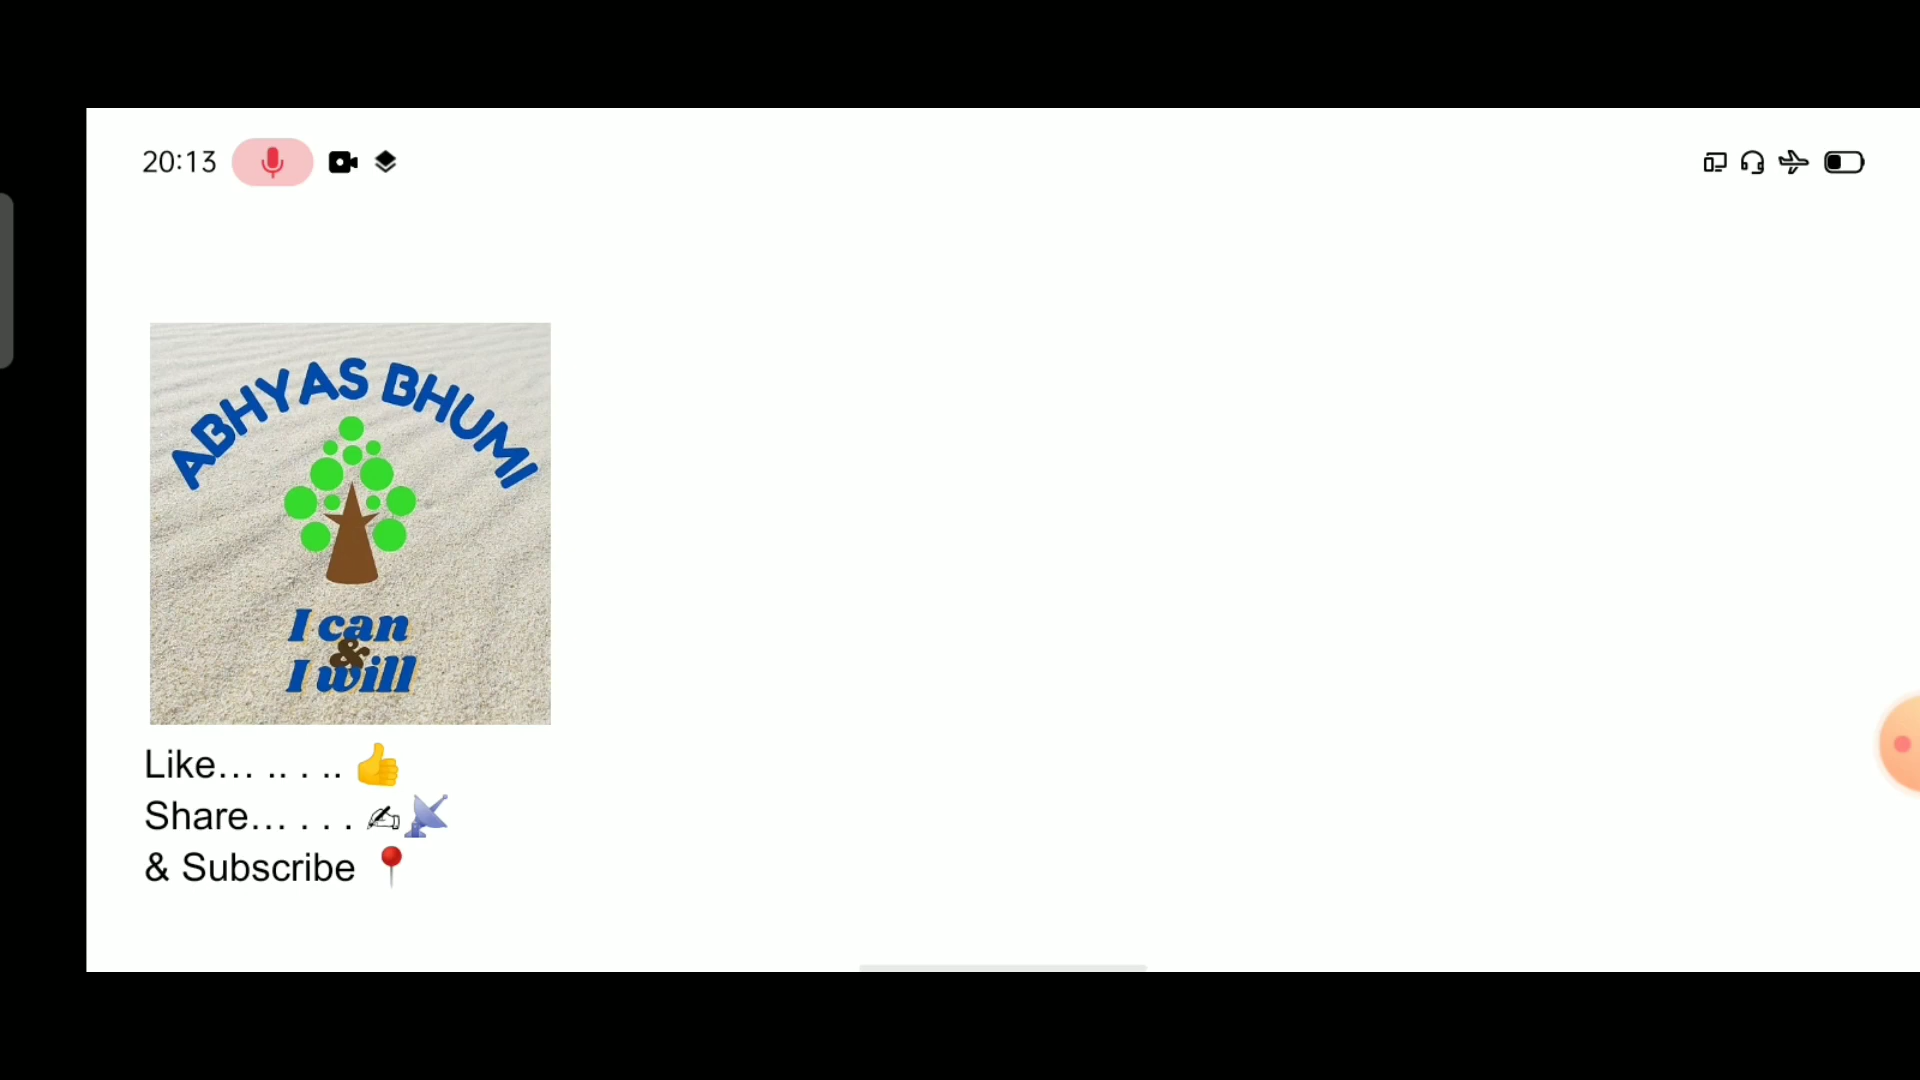 20:13
ABHYAS BHUMI
I can
&
I will
Like... .. . .. 👍
Share... . . . ✍📡
& Subscribe 📍